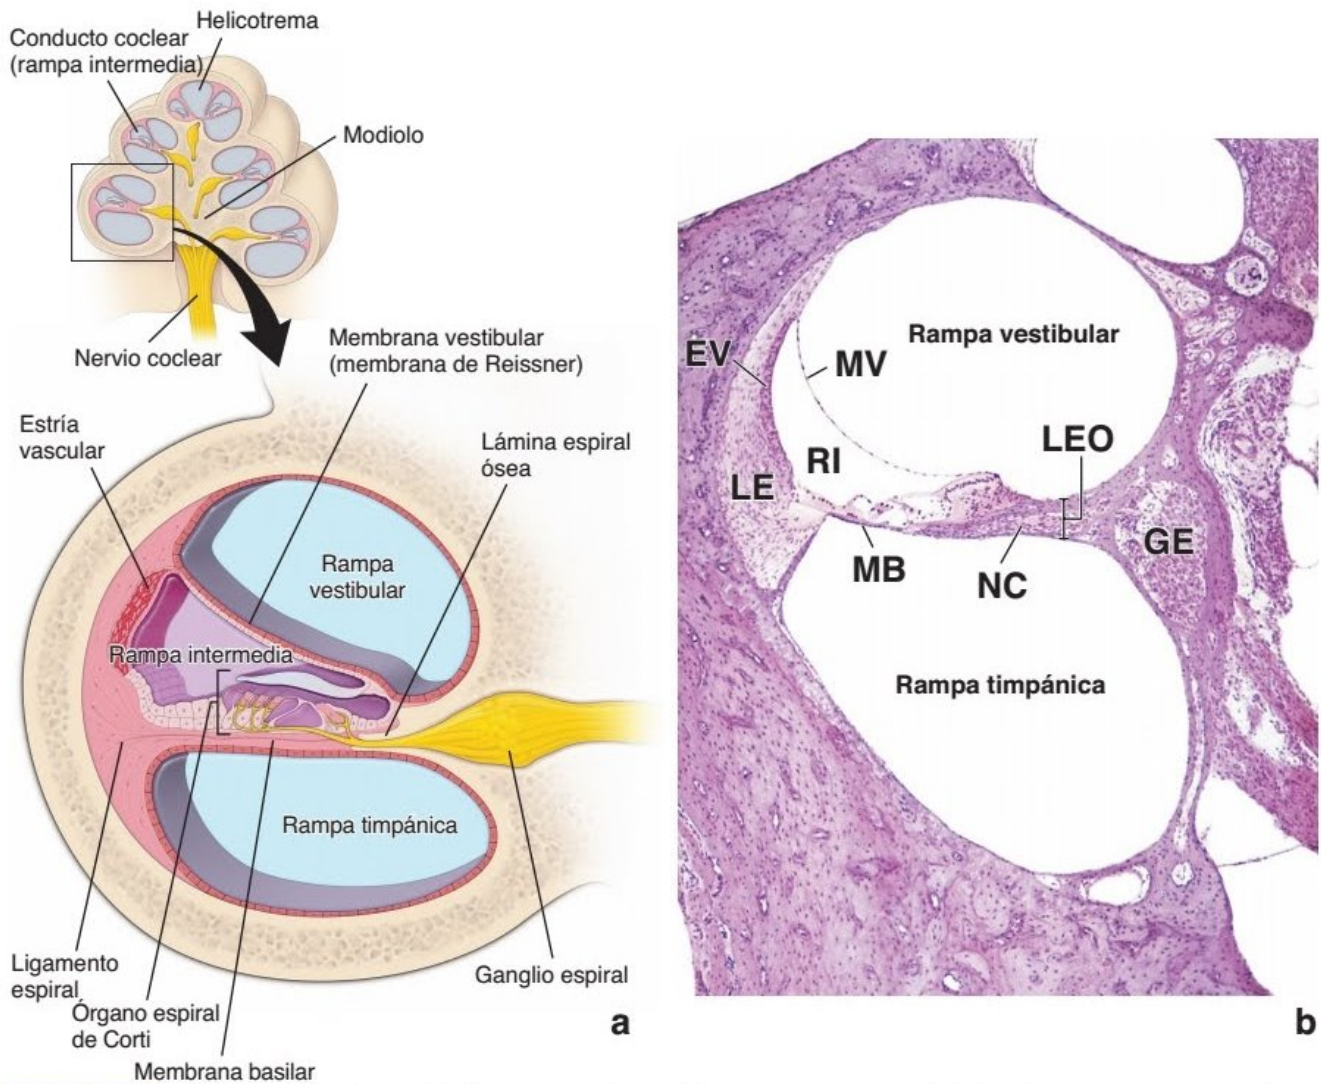 Helicotrema
Conducto coclear
(rampa intermedia)
Modiolo
Nervio coclear
Membrana vestibular
(membrana de Reissner)
Estría
vascular
Lámina espiral
ósea
Rampa
vestibular
Rampa intermedia
Rampa timpánica
Ligamento
espiral
Órgano espiral
de Corti
Membrana basilar
Ganglio espiral
a
Rampa vestibular
EV
MV
LEO
RI
LE
GE
MB
NC
Rampa timpánica
b